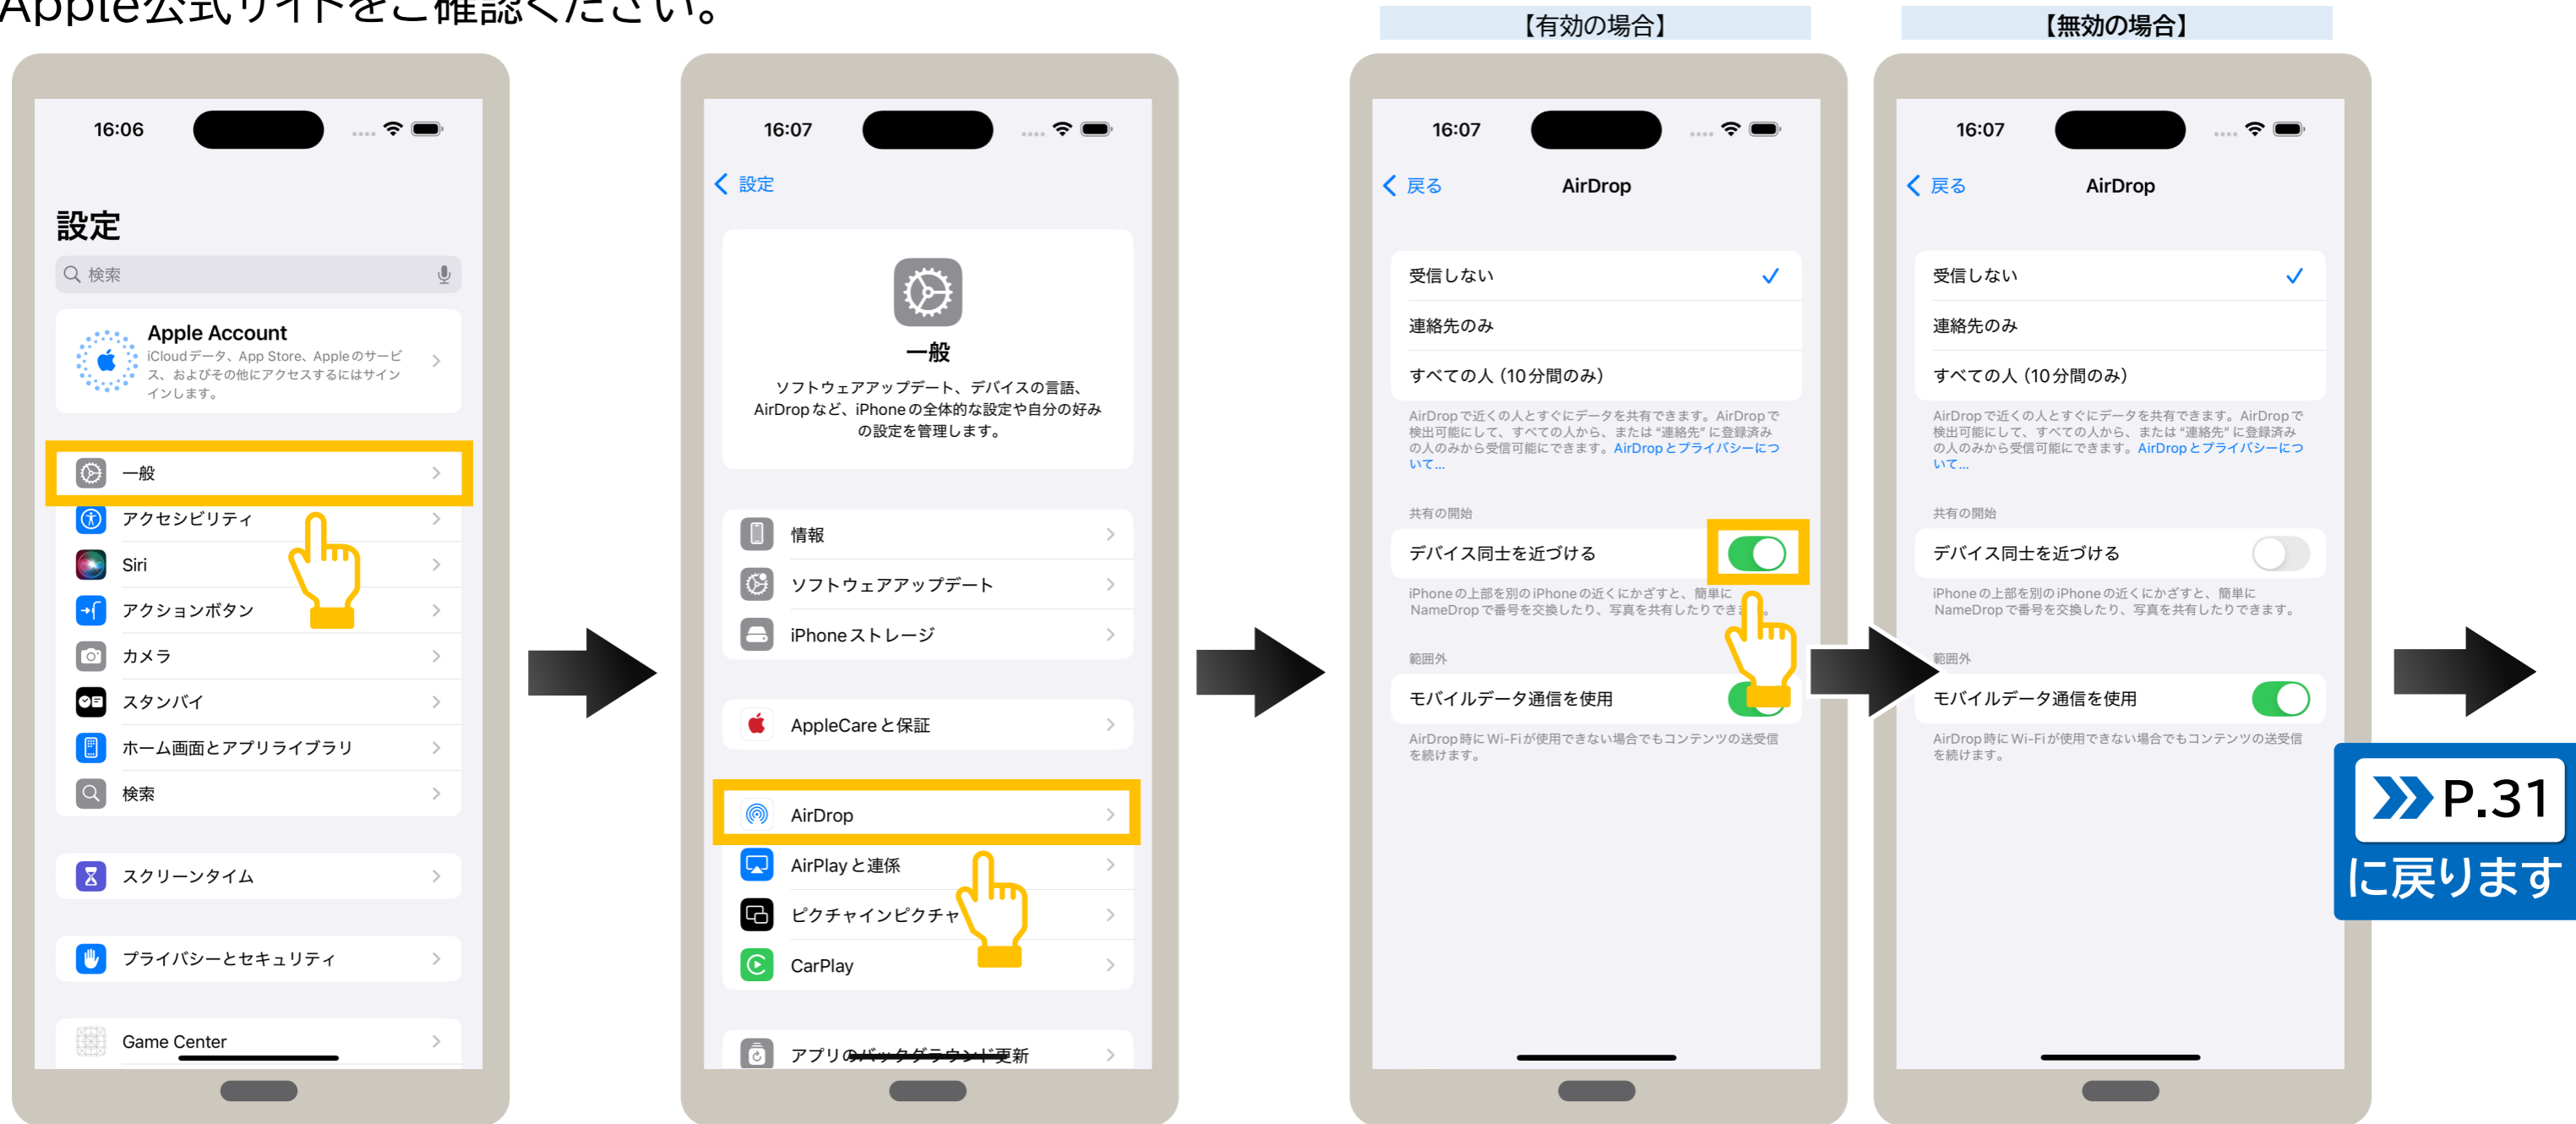 Apple公式サイトをご確認ください。
16:06
設定
検索
Apple Account
iCloudデータ、App Store、Appleのサービ
ス、およびその他にアクセスするにはサイン
インします。
一般
アクセシビリティ
Siri
アクションボタン
カメラ
スタンバイ
ホーム画面とアプリライブラリ
検索
スクリーンタイム
プライバシーとセキュリティ
Game Center
16:07
設定
一般
ソフトウェアアップデート、デバイスの言語、
AirDropなど、iPhoneの全体的な設定や自分の好み
の設定を管理します。
情報
ソフトウェアアップデート
iPhoneストレージ
AppleCareと保証
AirDrop
AirPlayと連係
ピクチャインピクチャ
CarPlay
アプリのバックグラウンド更新
【有効の場合】
16:07
戻る
AirDrop
受信しない
連絡先のみ
すべての人（10分間のみ）
AirDropで近くの人とすぐにデータを共有できます。AirDropで
検出可能にして、すべての人から、または“連絡先”に登録済み
の人のみから受信可能にできます。AirDropとプライバシーにつ
いて...
共有の開始
デバイス同士を近づける
iPhoneの上部を別のiPhoneの近くにかざすと、簡単に
NameDropで番号を交換したり、写真を共有したりできます。
範囲外
モバイルデータ通信を使用
AirDrop時にWi-Fiが使用できない場合でもコンテンツの送受信
を続けます。
【無効の場合】
16:07
戻る
AirDrop
受信しない
連絡先のみ
すべての人（10分間のみ）
AirDropで近くの人とすぐにデータを共有できます。AirDropで
検出可能にして、すべての人から、または“連絡先”に登録済み
の人のみから受信可能にできます。AirDropとプライバシーにつ
いて...
共有の開始
デバイス同士を近づける
iPhoneの上部を別のiPhoneの近くにかざすと、簡単に
NameDropで番号を交換したり、写真を共有したりできます。
範囲外
モバイルデータ通信を使用
AirDrop時にWi-Fiが使用できない場合でもコンテンツの送受信
を続けます。
P.31
に戻ります